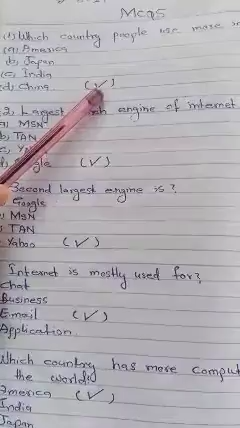 MCQS
(1) Which country people use more in
(a) America
(b) Japan
(c) India
(d) China (✓)
2) Largest engine of internet
a) MSN
b) TAN
(✓)
Second largest engine is?
Google
MSN
TAN
Yahoo (✓)
Internet is mostly used for?
Chat
Business
Email (✓)
Application
Which country has more comput
the world?
America (✓)
India
Japan